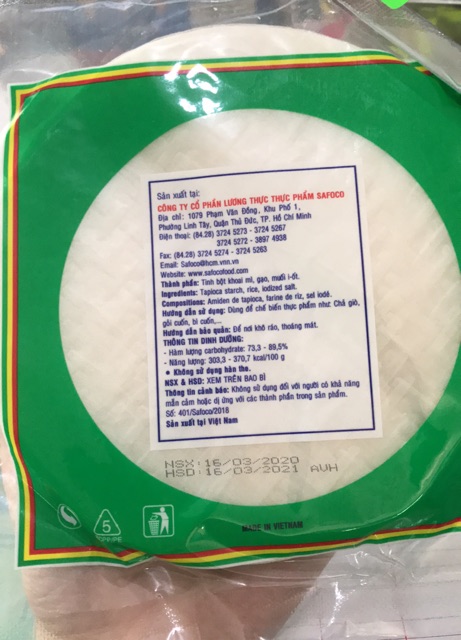 Sản xuất tại:
CÔNG TY CỔ PHẦN LƯƠNG THỰC THỰC PHẨM SAFOCO
Địa chỉ: 1079 Phạm Văn Đồng, Khu Phố 1,
Phường Linh Tây, Quận Thủ Đức, TP. Hồ Chí Minh
Điện thoại: (84.28) 3724 5273 - 3724 5267
3724 5272 - 3897 4938
Fax: (84.28) 3724 5274 - 3724 5263
Email: Safoco@hcm.vnn.vn
Website: www.safocofood.com
Thành phần: Tinh bột khoai mì, gạo, muối i-ốt.
Ingredients: Tapioca starch, rice, iodized salt.
Compositions: Amiden de tapioca, farine de riz, sel iodé.
Hướng dẫn sử dụng: Dùng để chế biến thực phẩm như: Chả giò,
gỏi cuốn, bì cuốn,...
Hướng dẫn bảo quản: Để nơi khô ráo, thoáng mát.
THÔNG TIN DINH DƯỠNG:
- Hàm lượng carbohydrate: 73,3 - 89,5%
- Năng lượng: 303,3 - 370,7 kcal/100 g
• Không sử dụng hàn the.
NSX & HSD: XEM TRÊN BAO BÌ
Thông tin cảnh báo: Không sử dụng đối với người có khả năng
mẫn cảm hoặc dị ứng với các thành phần trong sản phẩm.
Số: 401/Safoco/2018
Sản xuất tại Việt Nam
NSX:16/03/2020
HSD:16/03/2021 AVH
5
MADE IN VIETNAM